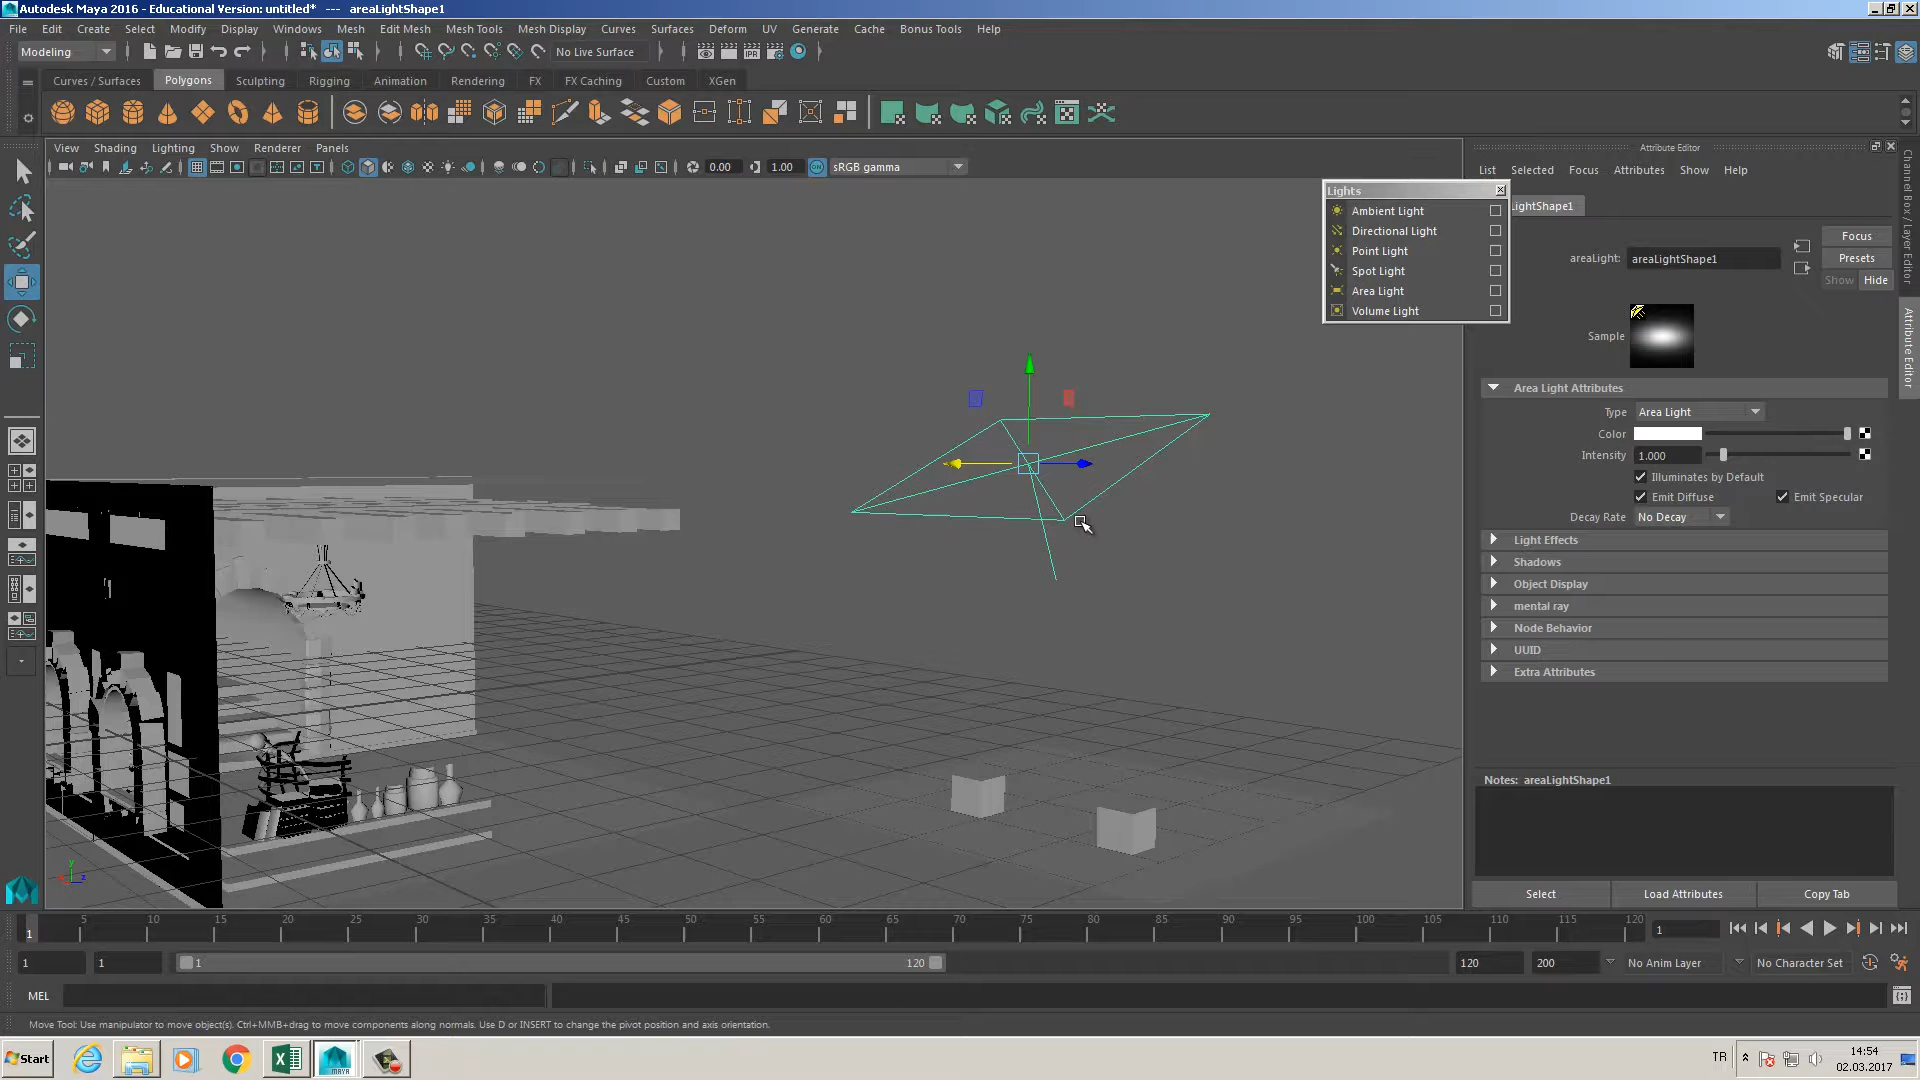 Autodesk Maya 2016 - Educational Version: untitled*   ---   areaLightShape1
File Edit Create Select Modify Display Windows Mesh Edit Mesh Mesh Tools Mesh Display Curves Surfaces Deform UV Generate Cache Bonus Tools Help
Modeling No Live Surface
Curves / Surfaces Polygons Sculpting Rigging Animation Rendering FX FX Caching Custom XGen
View Shading Lighting Show Renderer Panels
0.00 1.00 ON sRGB gamma
Lights
Ambient Light
Directional Light
Point Light
Spot Light
Area Light
Volume Light
Attribute Editor
List Selected Focus Attributes Show Help
LightShape1
areaLight: areaLightShape1
Focus
Presets
Show Hide
Sample
Area Light Attributes
Type Area Light
Color
Intensity 1.000
Illuminates by Default
Emit Diffuse Emit Specular
Decay Rate No Decay
Light Effects
Shadows
Object Display
mental ray
Node Behavior
UUID
Extra Attributes
Notes: areaLightShape1
Select Load Attributes Copy Tab
Channel Box / Layer Editor
Attribute Editor
y
x z
5 10 15 20 25 30 35 40 45 50 55 60 65 70 75 80 85 90 95 100 105 110 115 120
1 1
1 1 1 120 120 200 No Anim Layer No Character Set
MEL
Move Tool: Use manipulator to move object(s). Ctrl+MMB+drag to move components along normals. Use D or INSERT to change the pivot position and axis orientation.
Start MAYA TR 14:54
02.03.2017